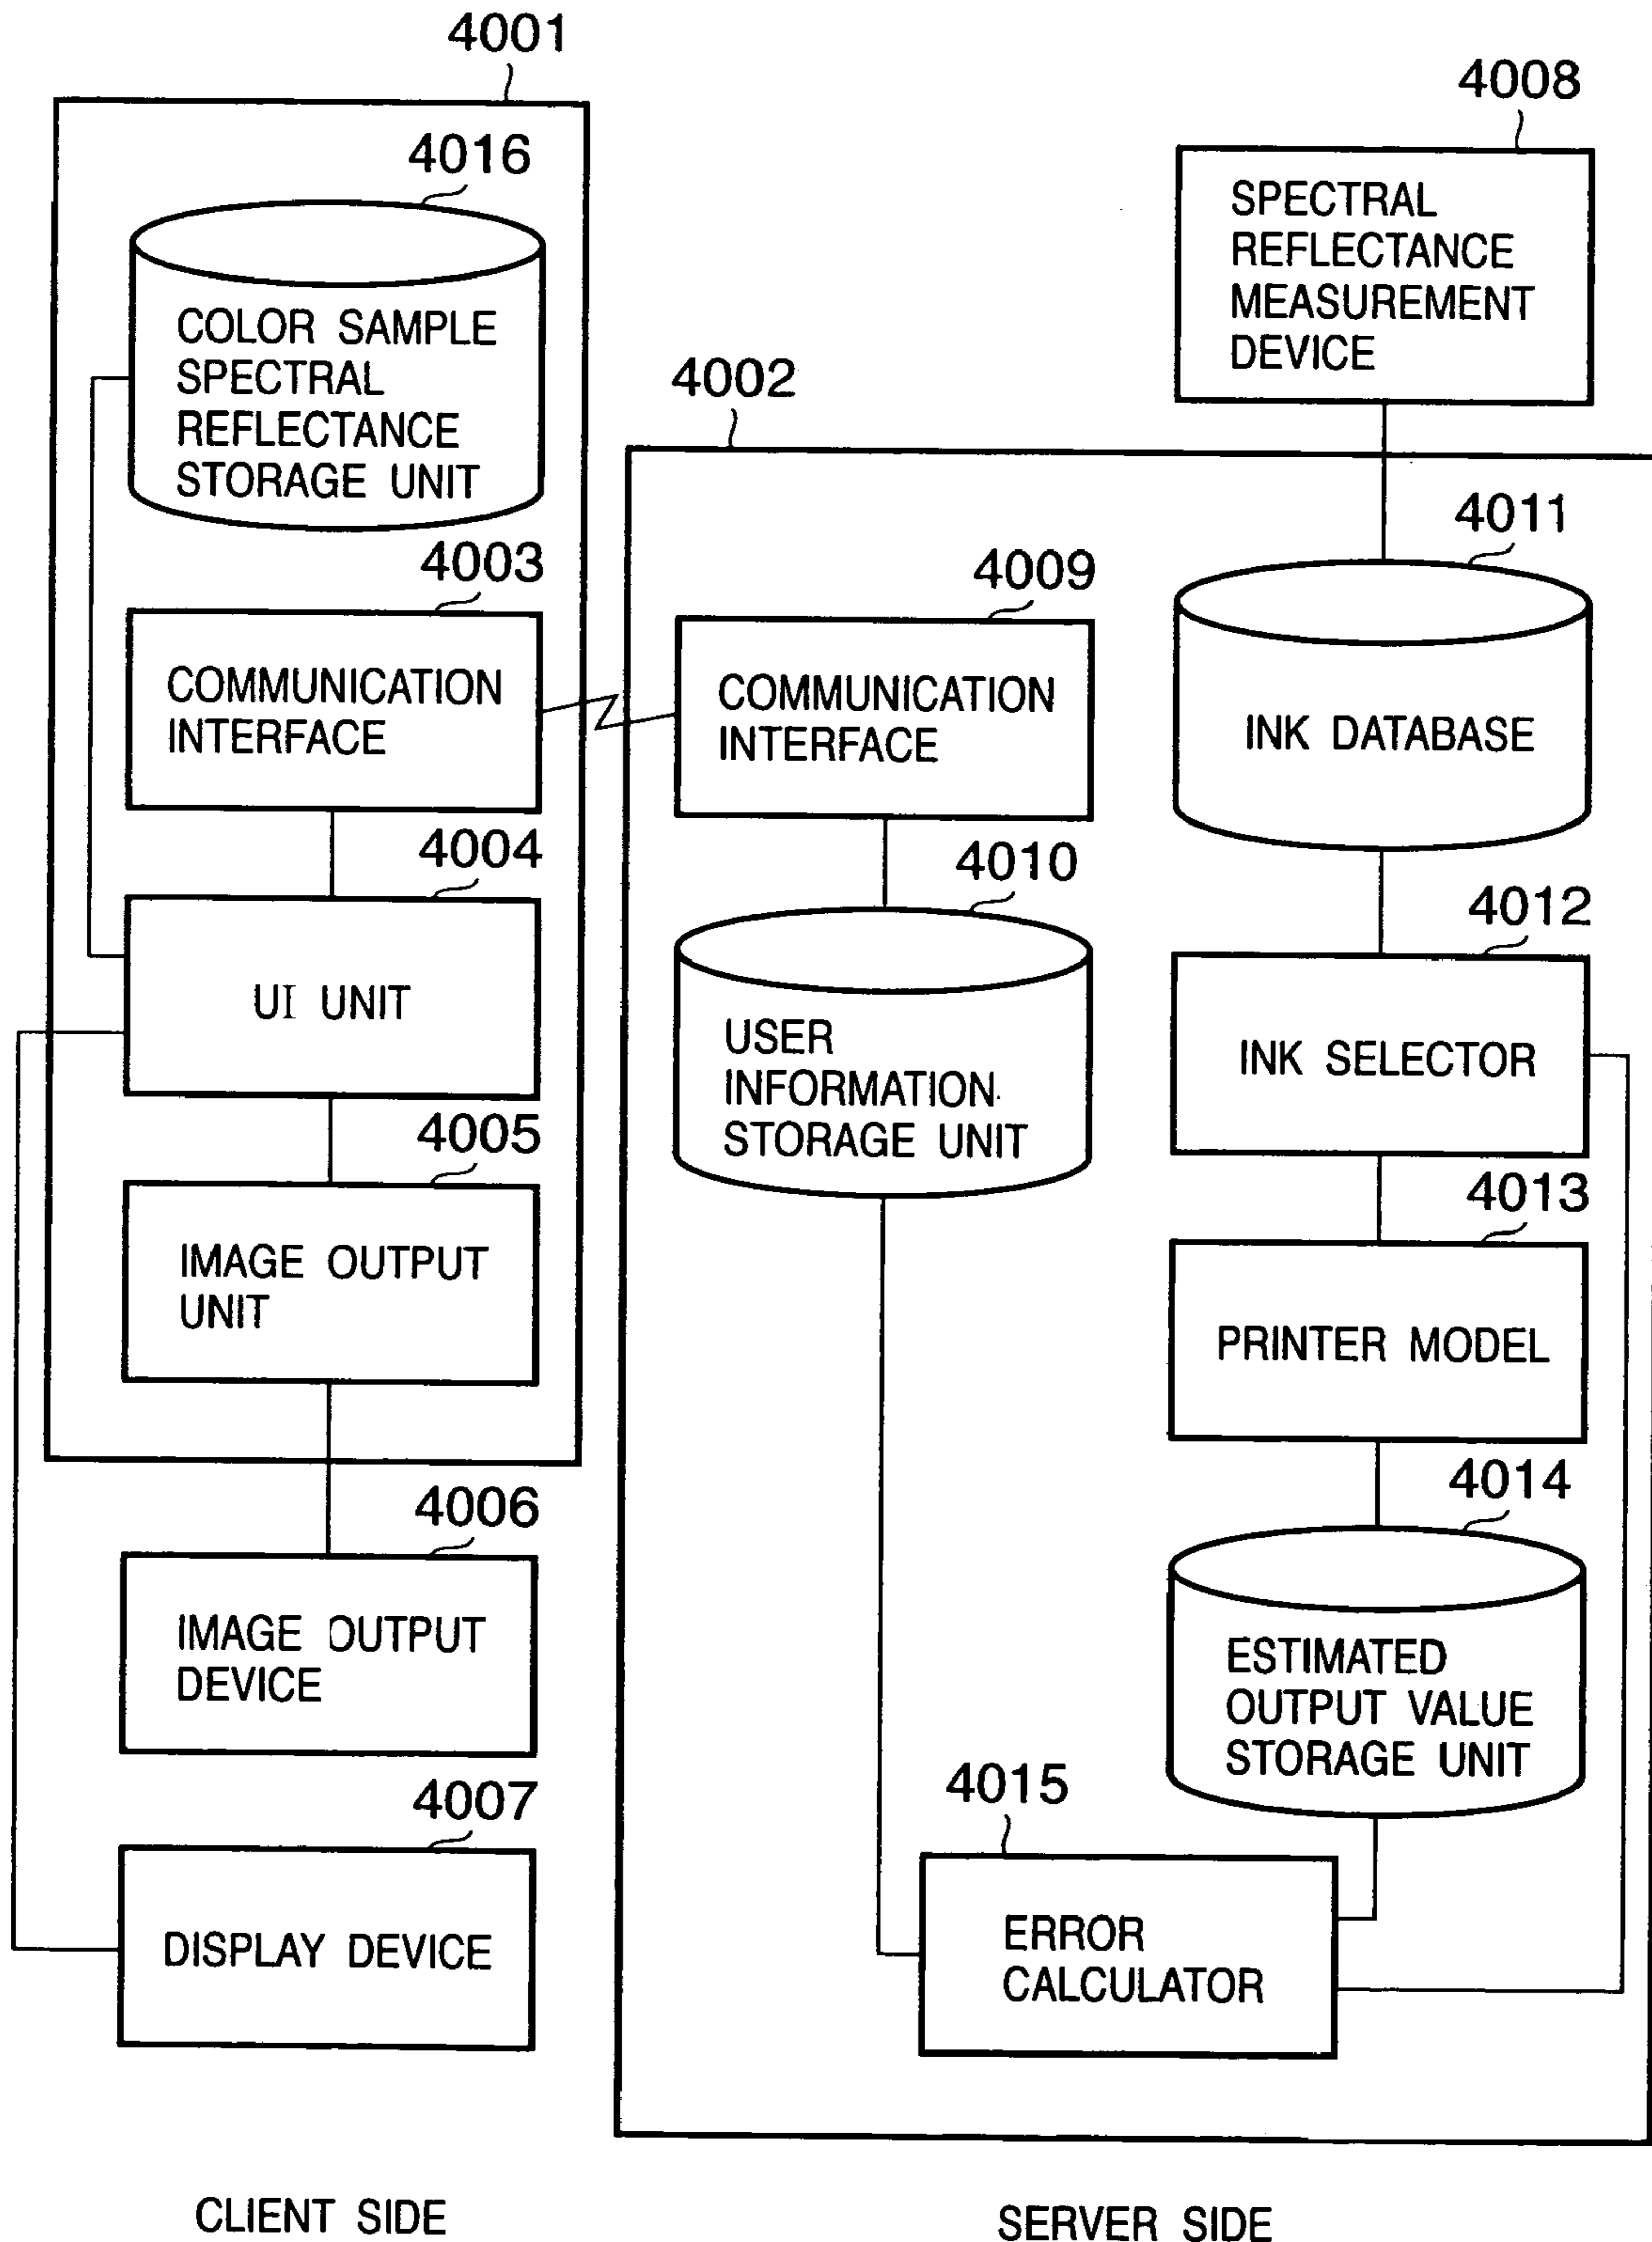 4001
4016
COLOR SAMPLE
SPECTRAL
REFLECTANCE
STORAGE UNIT
4003
COMMUNICATION
INTERFACE
4004
UI UNIT
4005
IMAGE OUTPUT
UNIT
4006
IMAGE OUTPUT
DEVICE
4007
DISPLAY DEVICE
CLIENT SIDE
4008
SPECTRAL
REFLECTANCE
MEASUREMENT
DEVICE
4002
4009
COMMUNICATION
INTERFACE
4010
USER
INFORMATION
STORAGE UNIT
4011
INK DATABASE
4012
INK SELECTOR
4013
PRINTER MODEL
4014
ESTIMATED
OUTPUT VALUE
STORAGE UNIT
4015
ERROR
CALCULATOR
SERVER SIDE